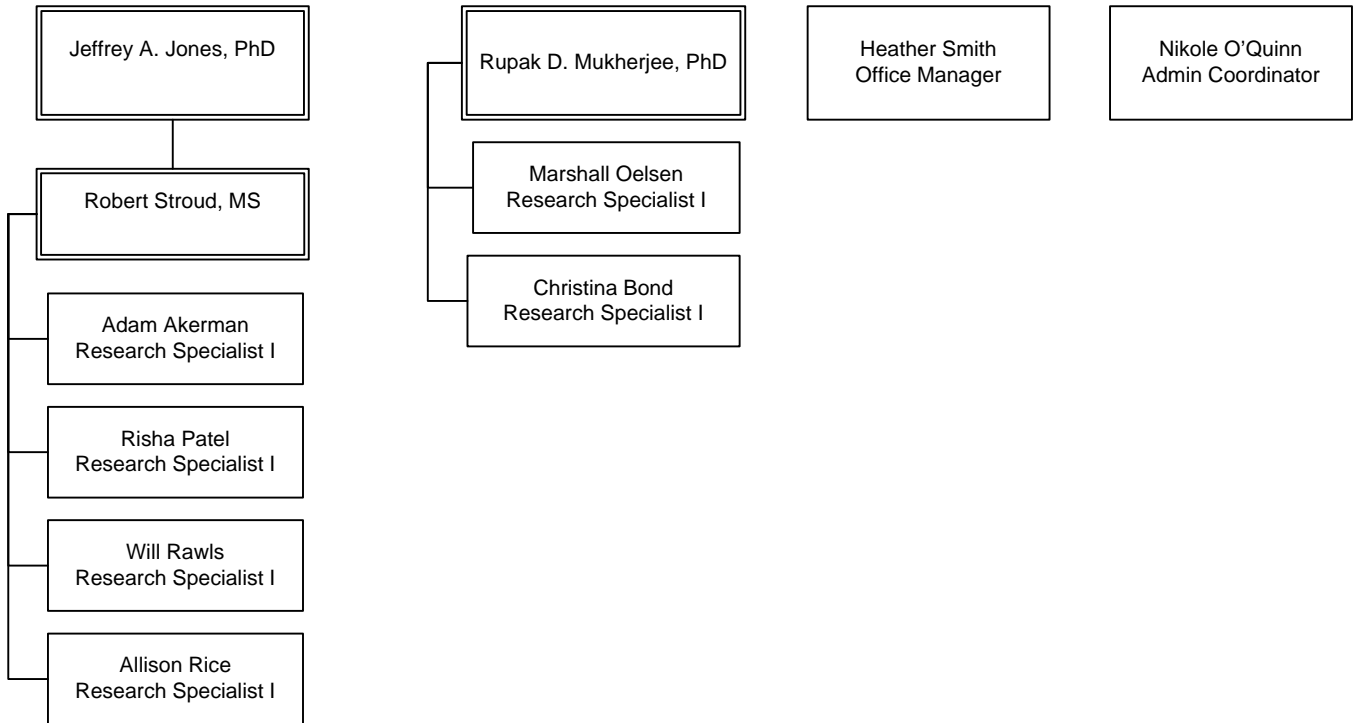 Jeffrey A. Jones, PhD
Robert Stroud, MS
Adam Akerman
Research Specialist I
Risha Patel
Research Specialist I
Will Rawls
Research Specialist I
Allison Rice
Research Specialist I
Rupak D. Mukherjee, PhD
Marshall Oelsen
Research Specialist I
Christina Bond
Research Specialist I
Heather Smith
Office Manager
Nikole O’Quinn
Admin Coordinator